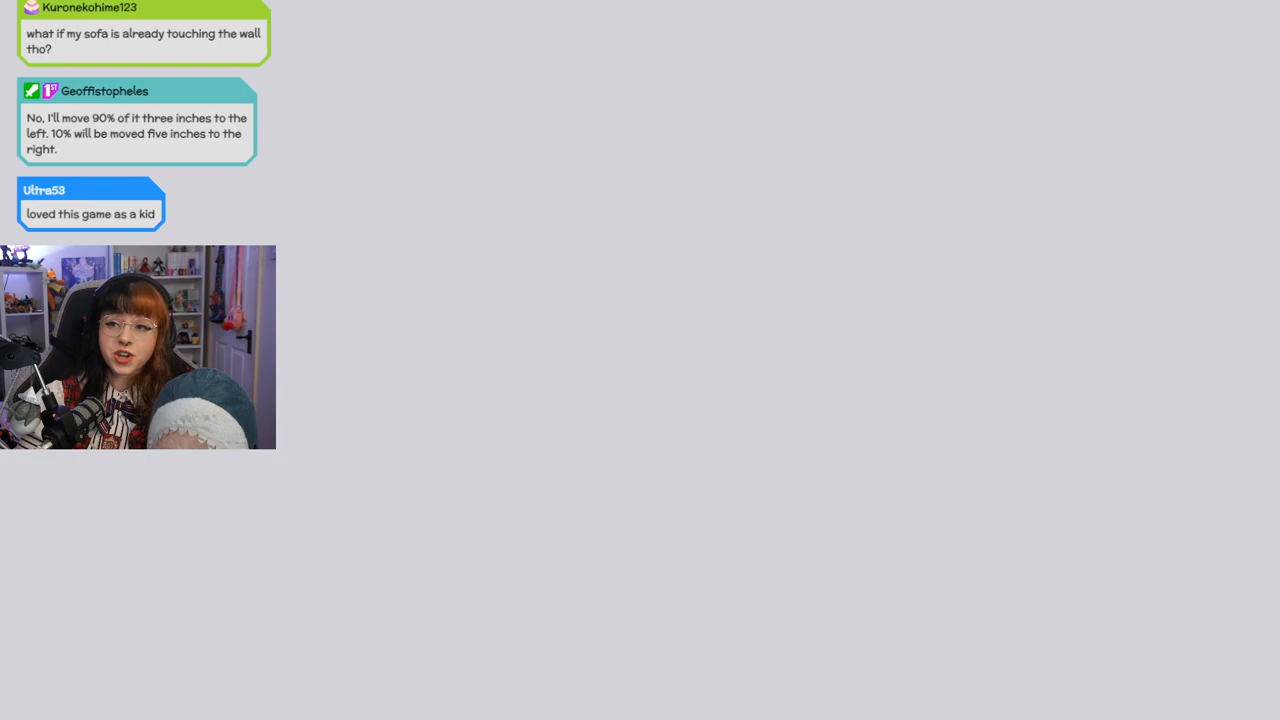 Kuronekohime123
what if my sofa is already touching the wall
tho?
1ST Geoffistopheles
No, I'll move 90% of it three inches to the
left. 10% will be moved five inches to the
right.
Ultra53
loved this game as a kid